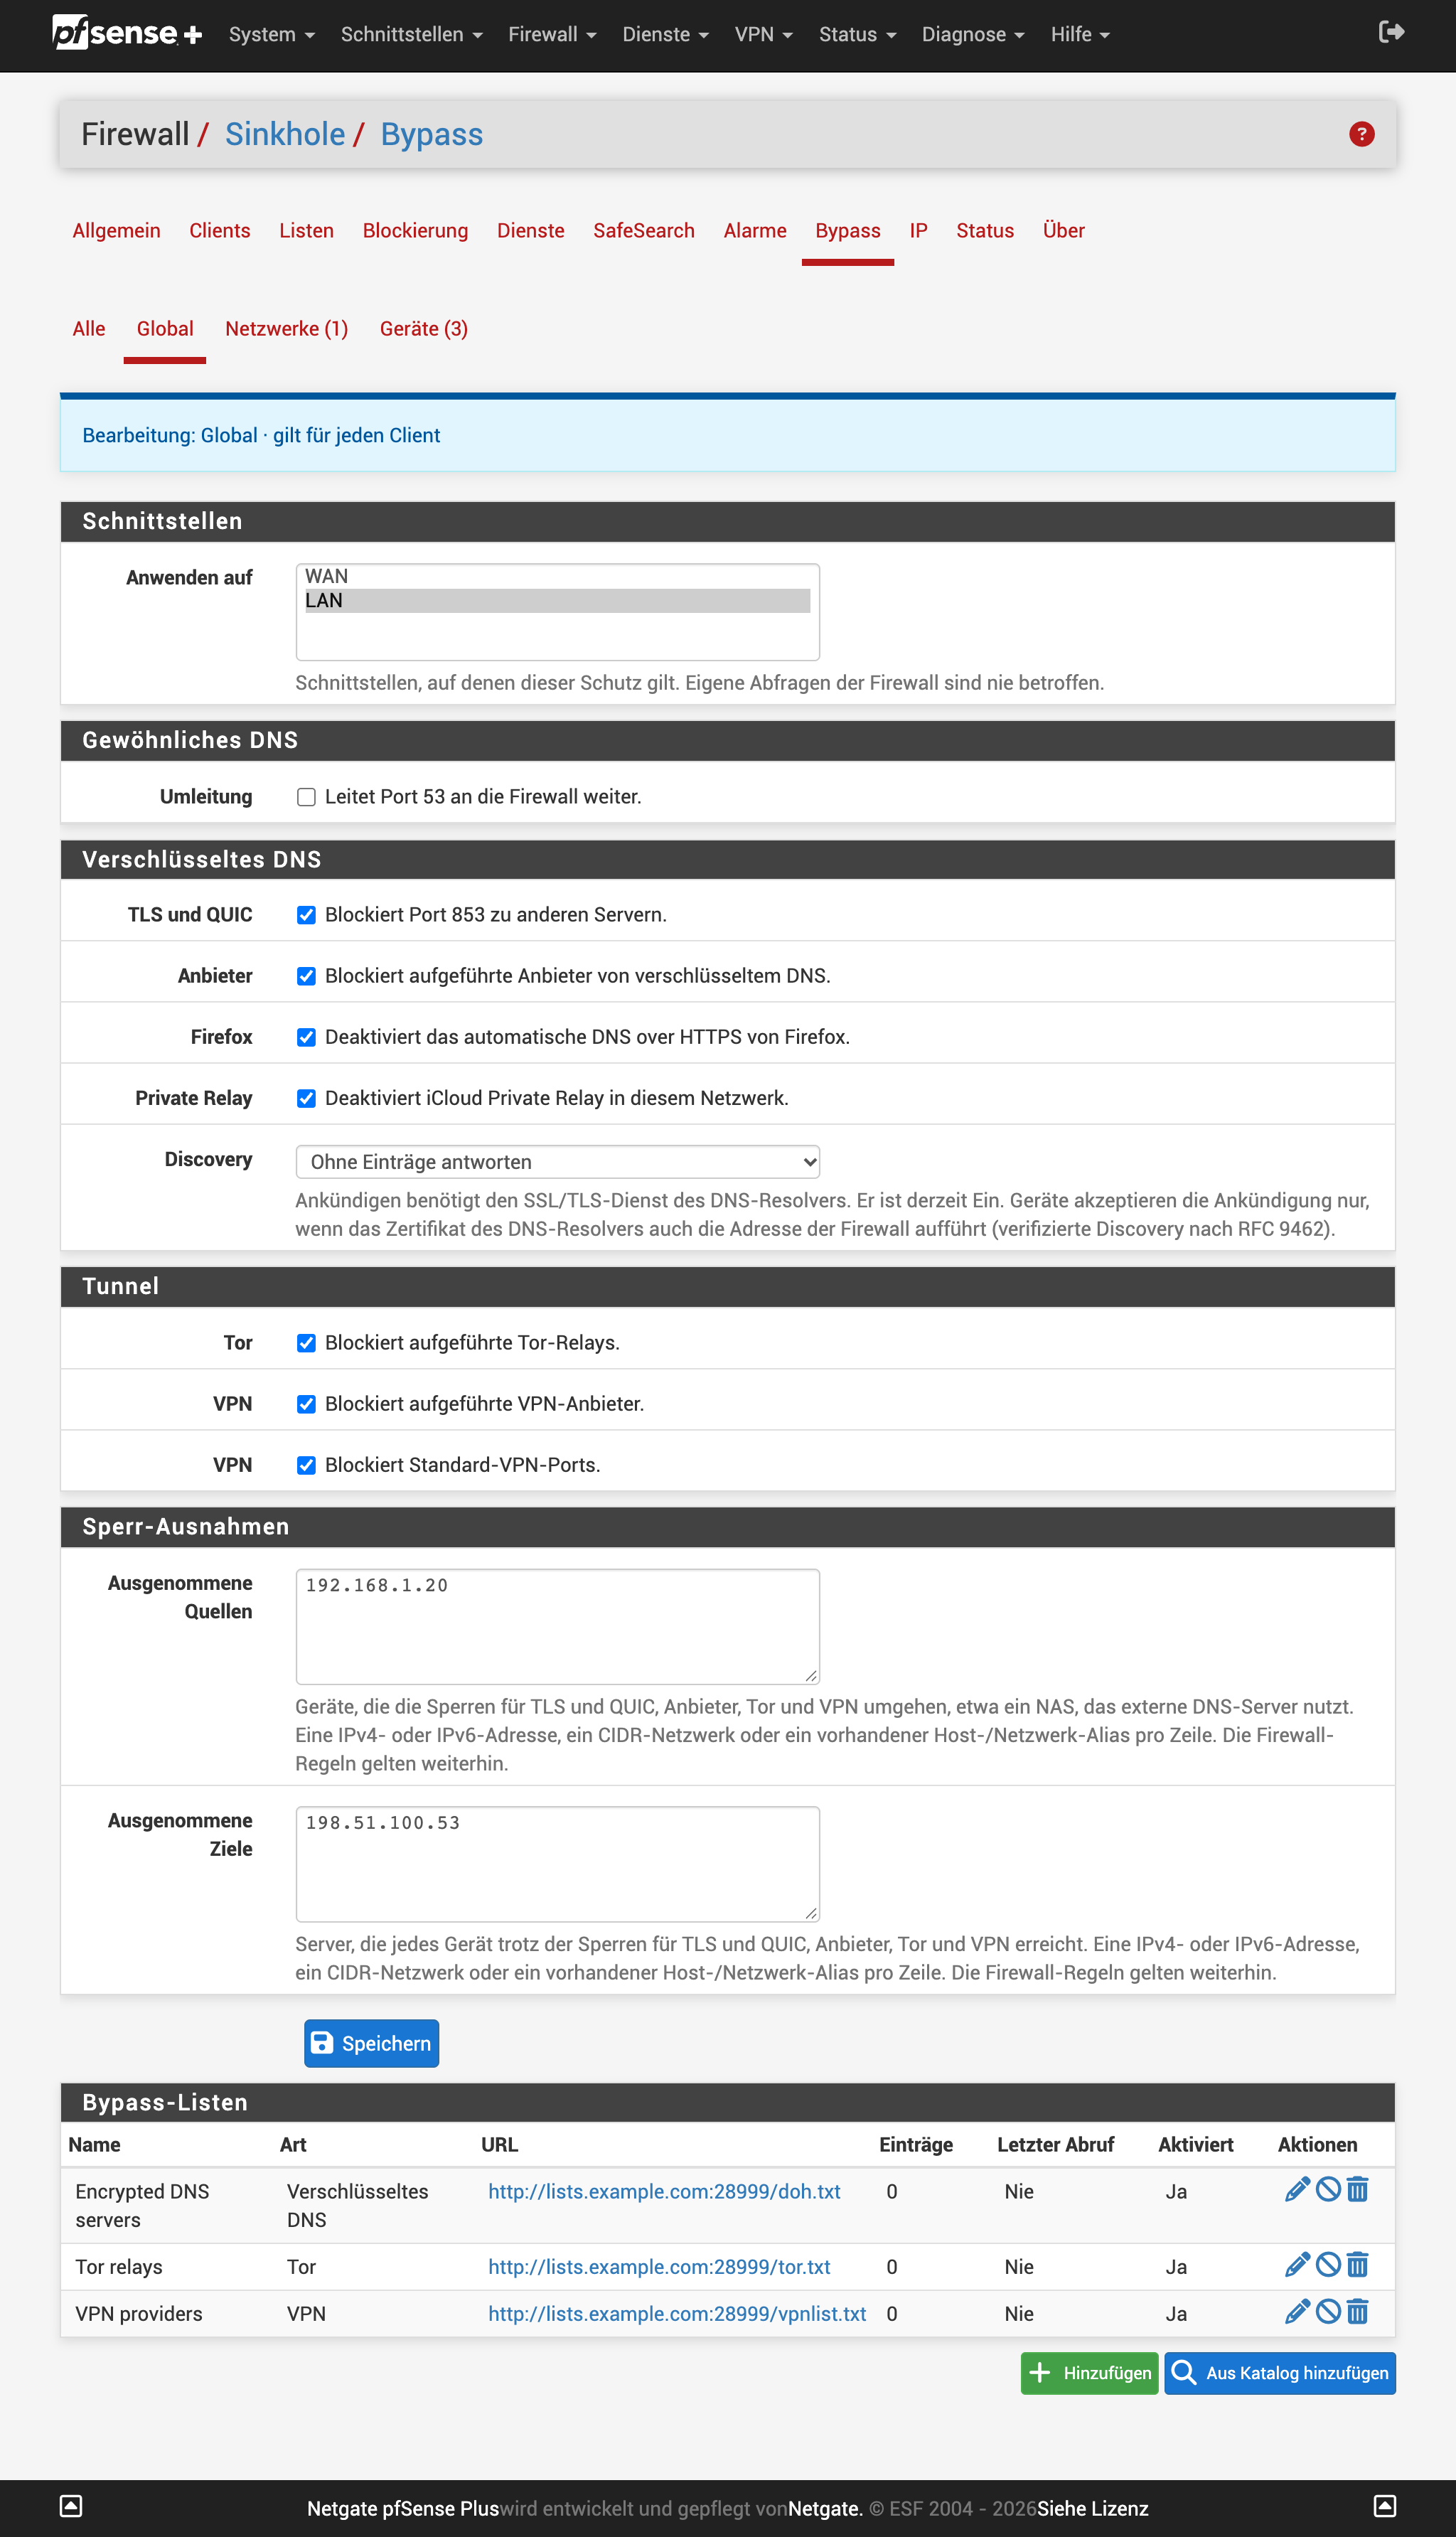 pfsense +
System Schnittstellen Firewall Dienste VPN Status Diagnose Hilfe
Firewall / Sinkhole / Bypass
?
Allgemein Clients Listen Blockierung Dienste SafeSearch Alarme Bypass IP Status Über
Alle Global Netzwerke (1) Geräte (3)
Bearbeitung: Global · gilt für jeden Client
Schnittstellen
Anwenden auf
WAN
LAN
Schnittstellen, auf denen dieser Schutz gilt. Eigene Abfragen der Firewall sind nie betroffen.
Gewöhnliches DNS
Umleitung Leitet Port 53 an die Firewall weiter.
Verschlüsseltes DNS
TLS und QUIC Blockiert Port 853 zu anderen Servern.
Anbieter Blockiert aufgeführte Anbieter von verschlüsseltem DNS.
Firefox Deaktiviert das automatische DNS over HTTPS von Firefox.
Private Relay Deaktiviert iCloud Private Relay in diesem Netzwerk.
Discovery Ohne Einträge antworten
Ankündigen benötigt den SSL/TLS-Dienst des DNS-Resolvers. Er ist derzeit Ein. Geräte akzeptieren die Ankündigung nur,
wenn das Zertifikat des DNS-Resolvers auch die Adresse der Firewall aufführt (verifizierte Discovery nach RFC 9462).
Tunnel
Tor Blockiert aufgeführte Tor-Relays.
VPN Blockiert aufgeführte VPN-Anbieter.
VPN Blockiert Standard-VPN-Ports.
Sperr-Ausnahmen
Ausgenommene
Quellen
192.168.1.20
Geräte, die die Sperren für TLS und QUIC, Anbieter, Tor und VPN umgehen, etwa ein NAS, das externe DNS-Server nutzt.
Eine IPv4- oder IPv6-Adresse, ein CIDR-Netzwerk oder ein vorhandener Host-/Netzwerk-Alias pro Zeile. Die Firewall-
Regeln gelten weiterhin.
Ausgenommene
Ziele
198.51.100.53
Server, die jedes Gerät trotz der Sperren für TLS und QUIC, Anbieter, Tor und VPN erreicht. Eine IPv4- oder IPv6-Adresse,
ein CIDR-Netzwerk oder ein vorhandener Host-/Netzwerk-Alias pro Zeile. Die Firewall-Regeln gelten weiterhin.
Speichern
Bypass-Listen
Name Art URL Einträge Letzter Abruf Aktiviert Aktionen
Encrypted DNS
servers
Verschlüsseltes
DNS
http://lists.example.com:28999/doh.txt 0 Nie Ja
Tor relays Tor http://lists.example.com:28999/tor.txt 0 Nie Ja
VPN providers VPN http://lists.example.com:28999/vpnlist.txt 0 Nie Ja
Hinzufügen Aus Katalog hinzufügen
Netgate pfSense Pluswird entwickelt und gepflegt vonNetgate. © ESF 2004 - 2026Siehe Lizenz